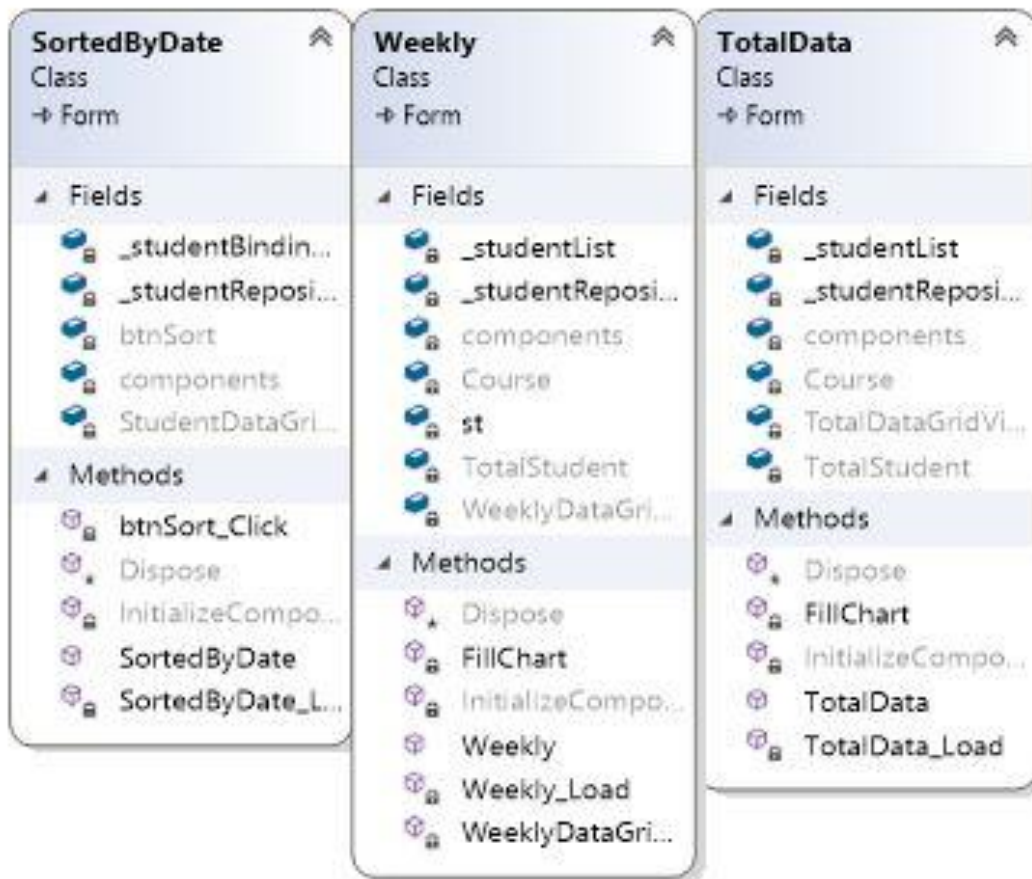 SortedByDate
Class
Form
Fields
_studentBindin...
_studentReposi...
btnSort
components
StudentDataGri...
Methods
btnSort_Click
Dispose
InitializeCompo...
SortedByDate
SortedByDate_L...
Weekly
Class
Form
Fields
_studentList
_studentReposi...
components
Course
st
TotalStudent
WeeklyDataGri...
Methods
Dispose
FillChart
InitializeCompo...
Weekly
Weekly_Load
WeeklyDataGri...
TotalData
Class
Form
Fields
_studentList
_studentReposi...
components
Course
TotalDataGridVi...
TotalStudent
Methods
Dispose
FillChart
InitializeCompo...
TotalData
TotalData_Load